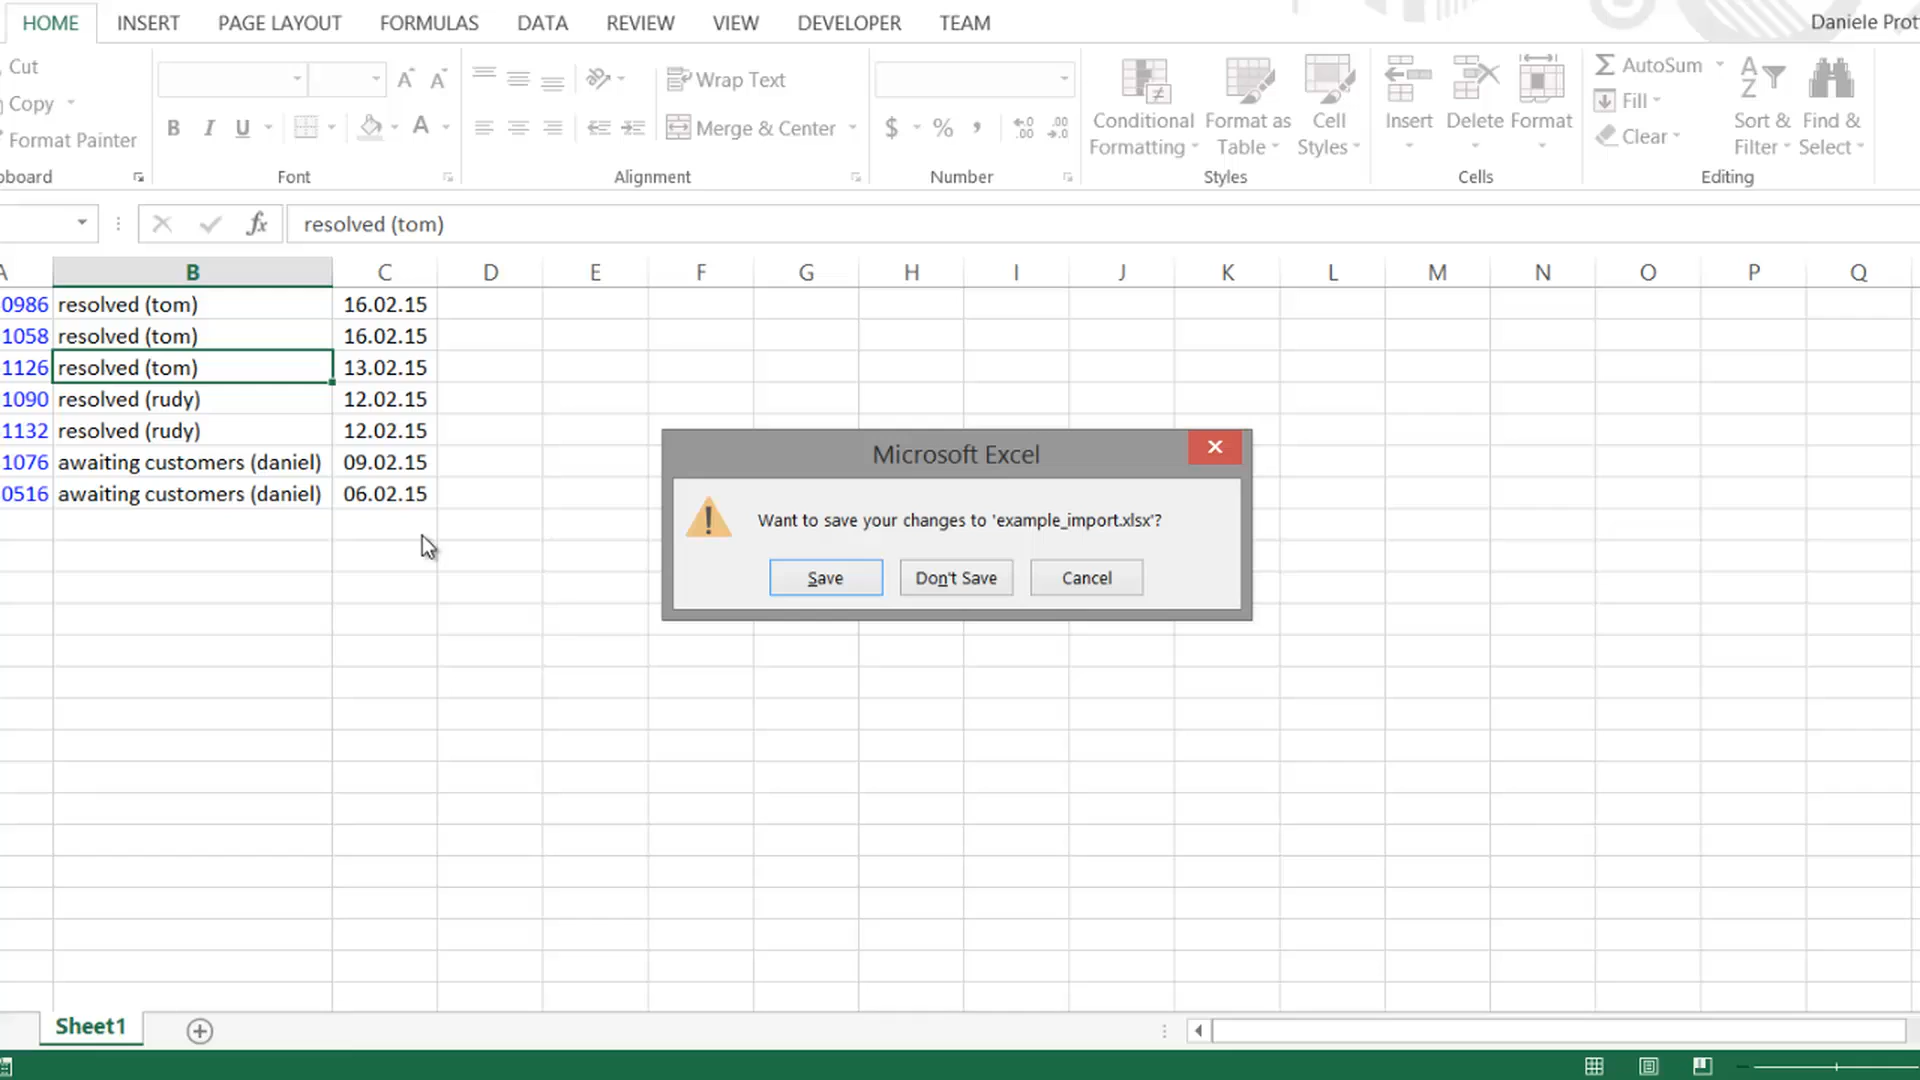 HOME INSERT PAGE LAYOUT FORMULAS DATA REVIEW VIEW DEVELOPER TEAM Daniele Prot
Cut
Copy
Format Painter
board
B I U A
Font
Wrap Text
Merge & Center
Alignment
$ % , .00 .0 .00
Number
Conditional Formatting
Format as Table
Cell Styles
Styles
Insert Delete Format
Cells
Σ AutoSum
Fill
Clear
A Z
Sort & Filter
Find & Select
Editing
fx resolved (tom)
A B C D E F G H I J K L M N O P Q
0986 resolved (tom) 16.02.15
1058 resolved (tom) 16.02.15
1126 resolved (tom) 13.02.15
1090 resolved (rudy) 12.02.15
1132 resolved (rudy) 12.02.15
1076 awaiting customers (daniel) 09.02.15
0516 awaiting customers (daniel) 06.02.15
Microsoft Excel
Want to save your changes to 'example_import.xlsx'?
Save Don't Save Cancel
Sheet1